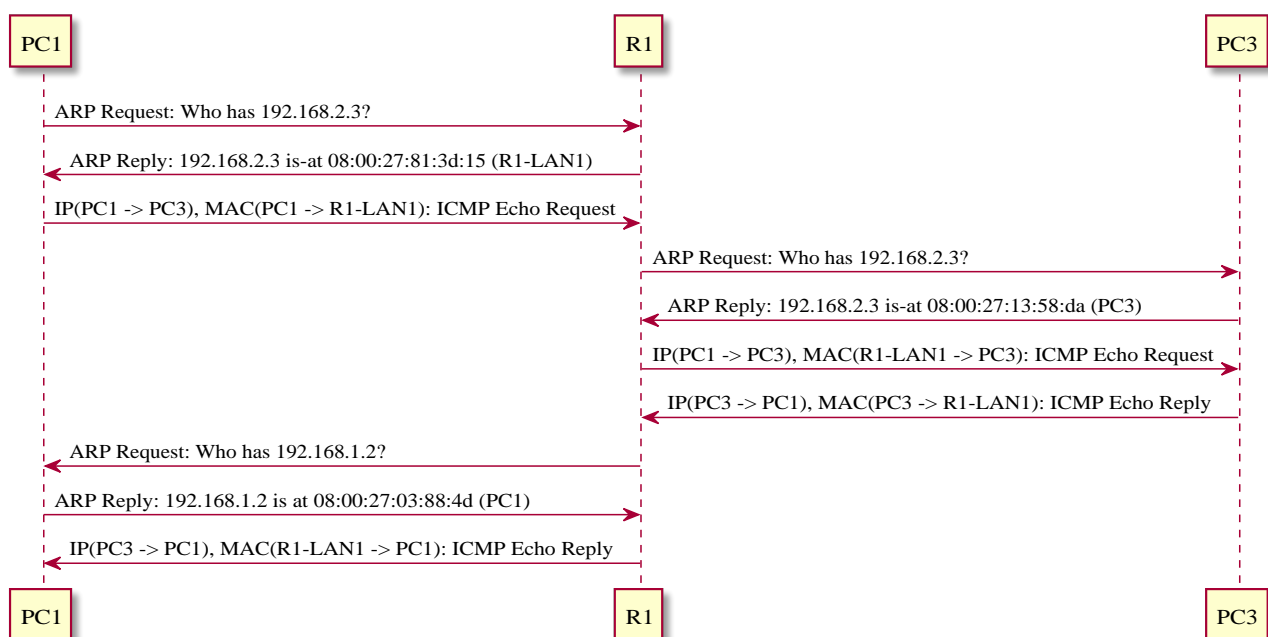 PC1
R1
PC3
ARP Request: Who has 192.168.2.3?
ARP Reply: 192.168.2.3 is-at 08:00:27:81:3d:15 (R1-LAN1)
IP(PC1 -> PC3), MAC(PC1 -> R1-LAN1): ICMP Echo Request
ARP Request: Who has 192.168.2.3?
ARP Reply: 192.168.2.3 is-at 08:00:27:13:58:da (PC3)
IP(PC1 -> PC3), MAC(R1-LAN1 -> PC3): ICMP Echo Request
IP(PC3 -> PC1), MAC(PC3 -> R1-LAN1): ICMP Echo Reply
ARP Request: Who has 192.168.1.2?
ARP Reply: 192.168.1.2 is at 08:00:27:03:88:4d (PC1)
IP(PC3 -> PC1), MAC(R1-LAN1 -> PC1): ICMP Echo Reply
PC1
R1
PC3